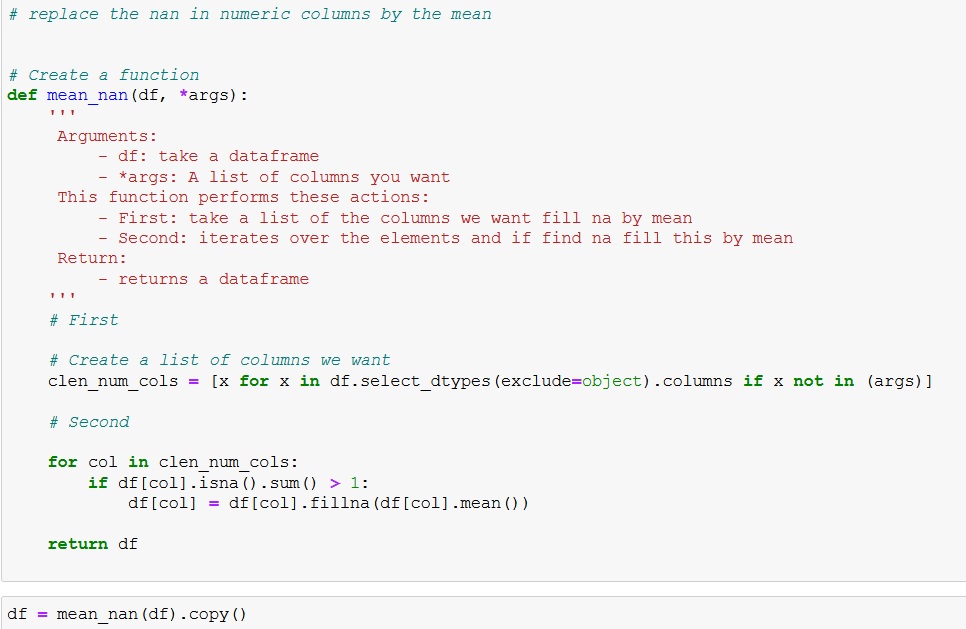 # replace the nan in numeric columns by the mean
# Create a function
def mean_nan(df, *args):
'''
Arguments:
- df: take a dataframe
- *args: A list of columns you want
This function performs these actions:
- First: take a list of the columns we want fill na by mean
- Second: iterates over the elements and if find na fill this by mean
Return:
- returns a dataframe
'''
# First
# Create a list of columns we want
clen_num_cols = [x for x in df.select_dtypes(exclude=object).columns if x not in (args)]
# Second
for col in clen_num_cols:
if df[col].isna().sum() > 1:
df[col] = df[col].fillna(df[col].mean())
return df
df = mean_nan(df).copy()